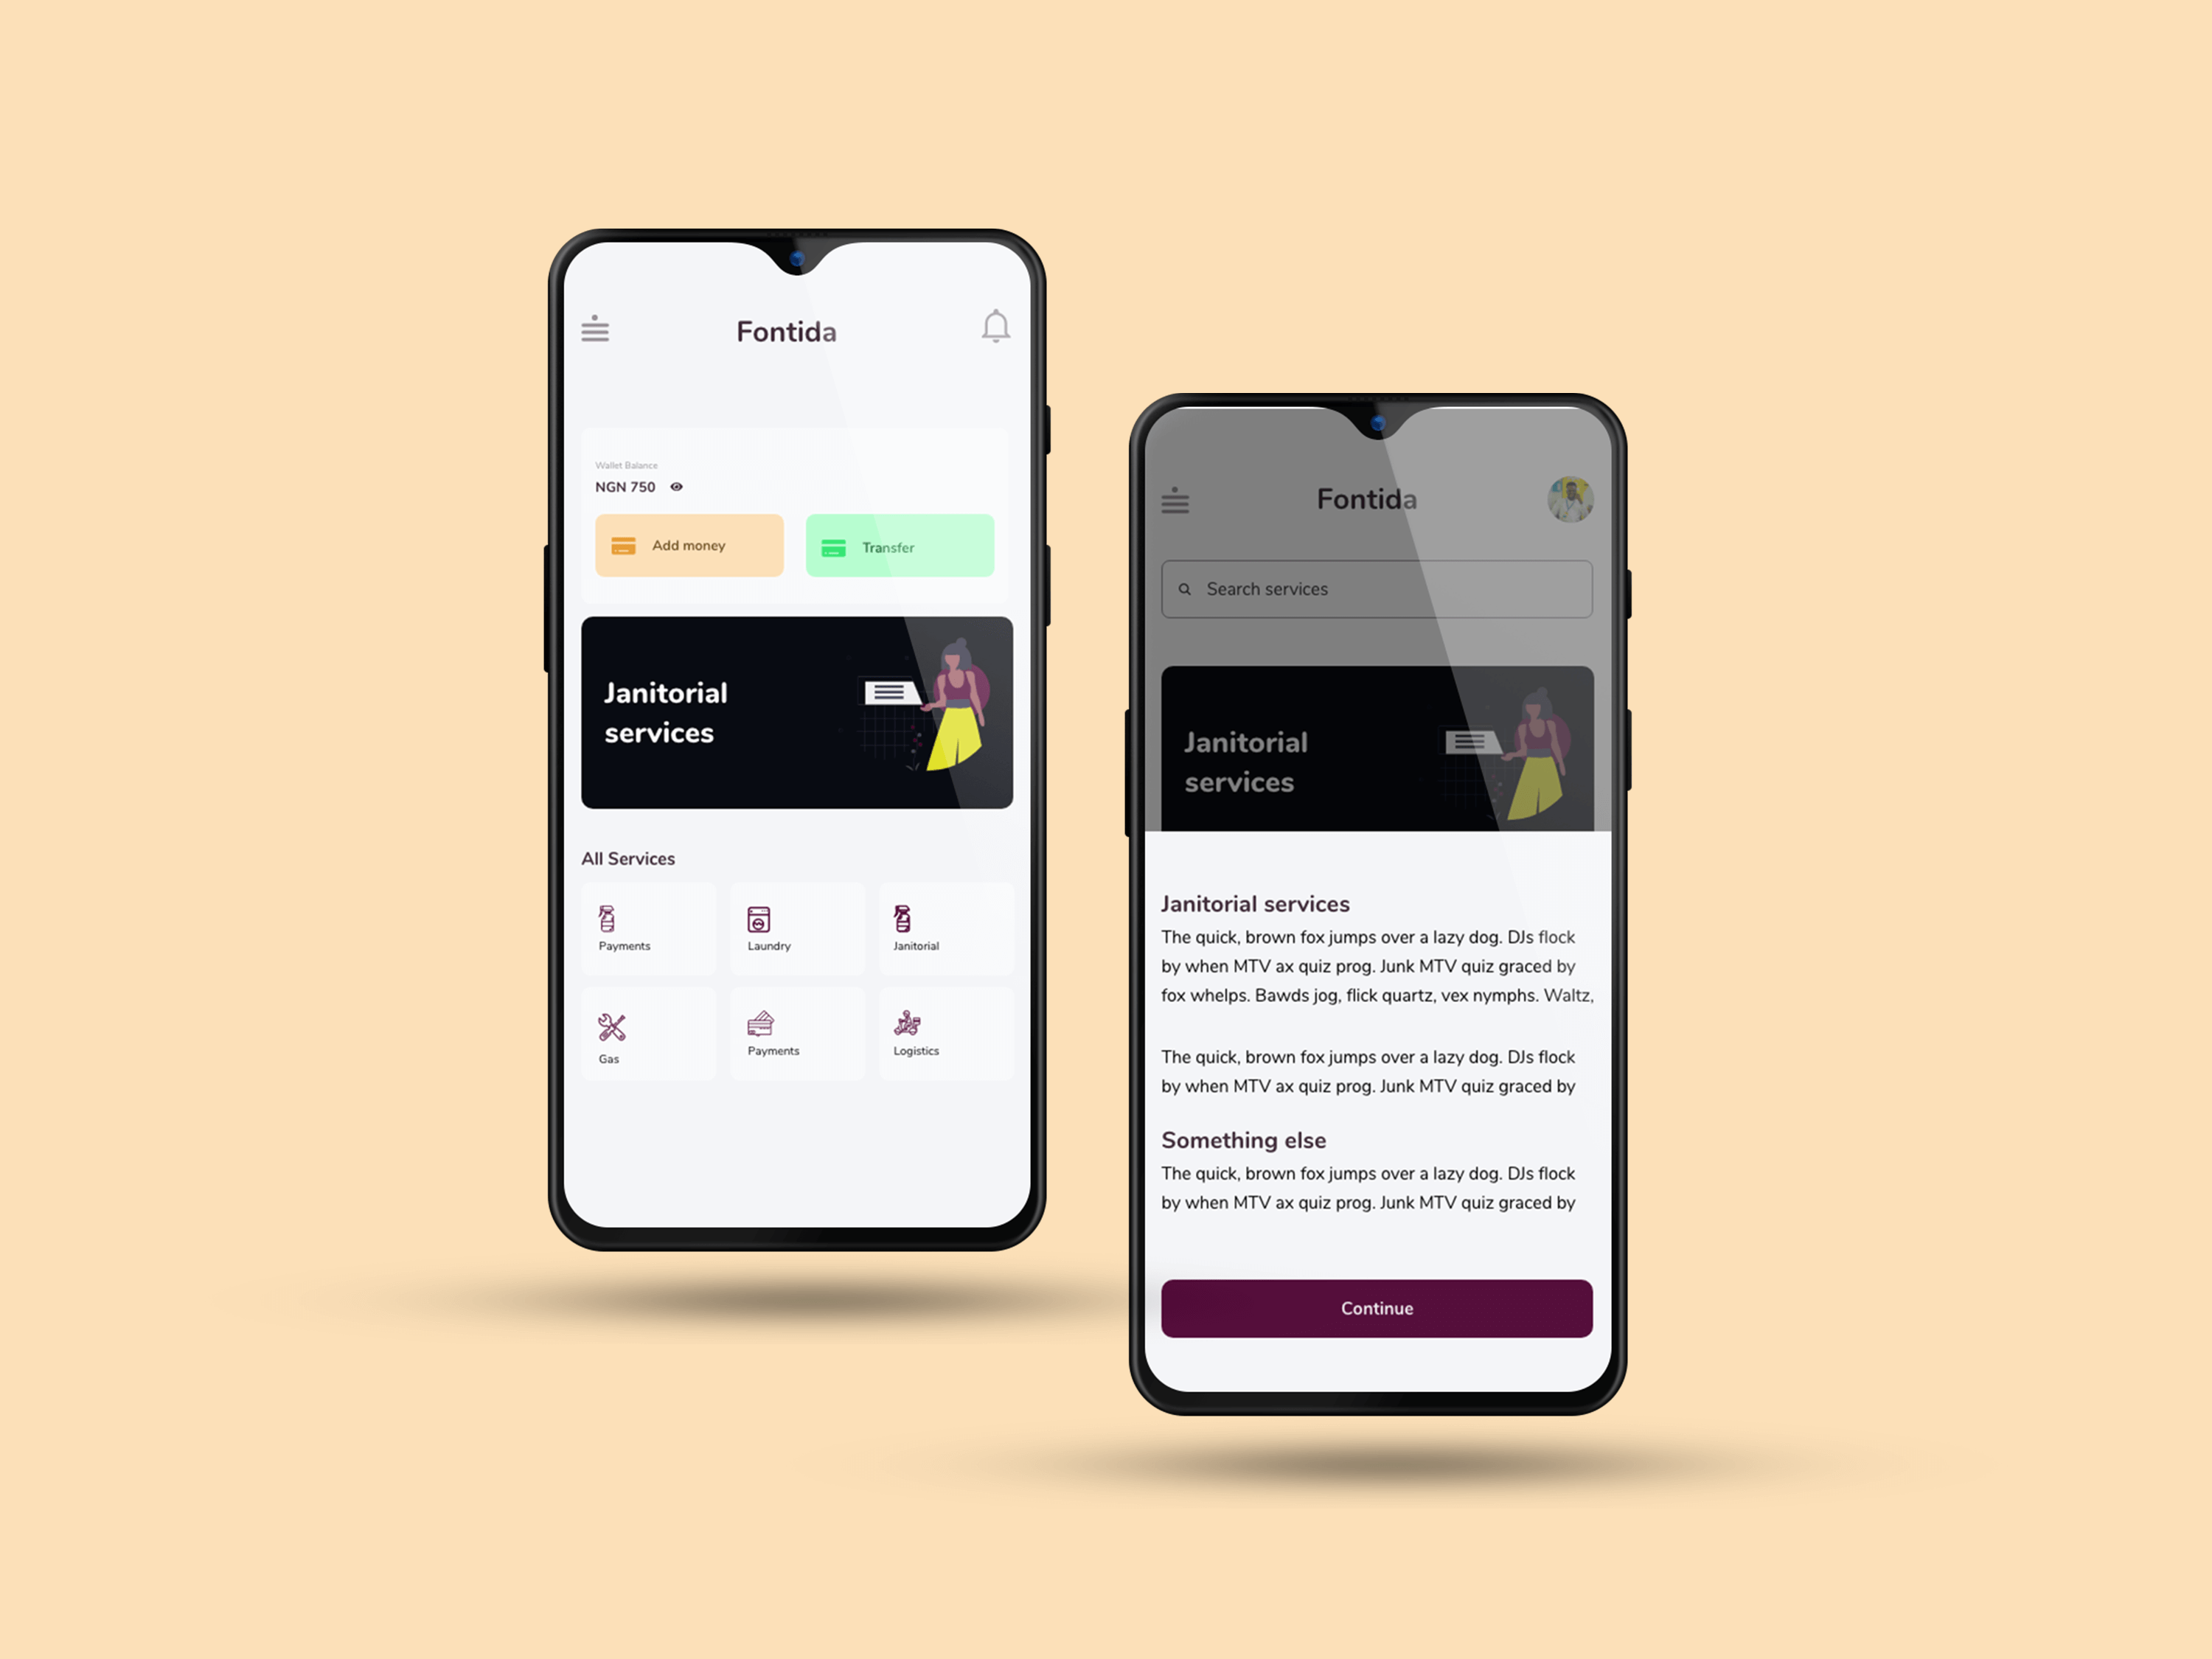 Fontida
Wallet Balance
NGN 750
Add money
Transfer
Janitorial
services
All Services
Payments
Laundry
Janitorial
Gas
Payments
Logistics
Fontida
Search services
Janitorial
services
Janitorial services
The quick, brown fox jumps over a lazy dog. DJs flock
by when MTV ax quiz prog. Junk MTV quiz graced by
fox whelps. Bawds jog, flick quartz, vex nymphs. Waltz,
The quick, brown fox jumps over a lazy dog. DJs flock
by when MTV ax quiz prog. Junk MTV quiz graced by
Something else
The quick, brown fox jumps over a lazy dog. DJs flock
by when MTV ax quiz prog. Junk MTV quiz graced by
Continue